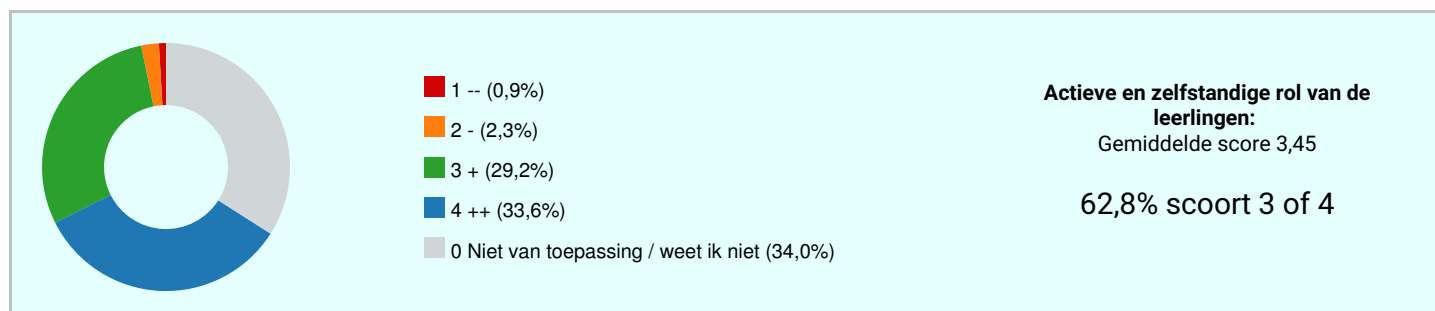 1 -- (0,9%)
2 - (2,3%)
3 + (29,2%)
4 ++ (33,6%)
0 Niet van toepassing / weet ik niet (34,0%)
Actieve en zelfstandige rol van de
leerlingen:
Gemiddelde score 3,45
62,8% scoort 3 of 4